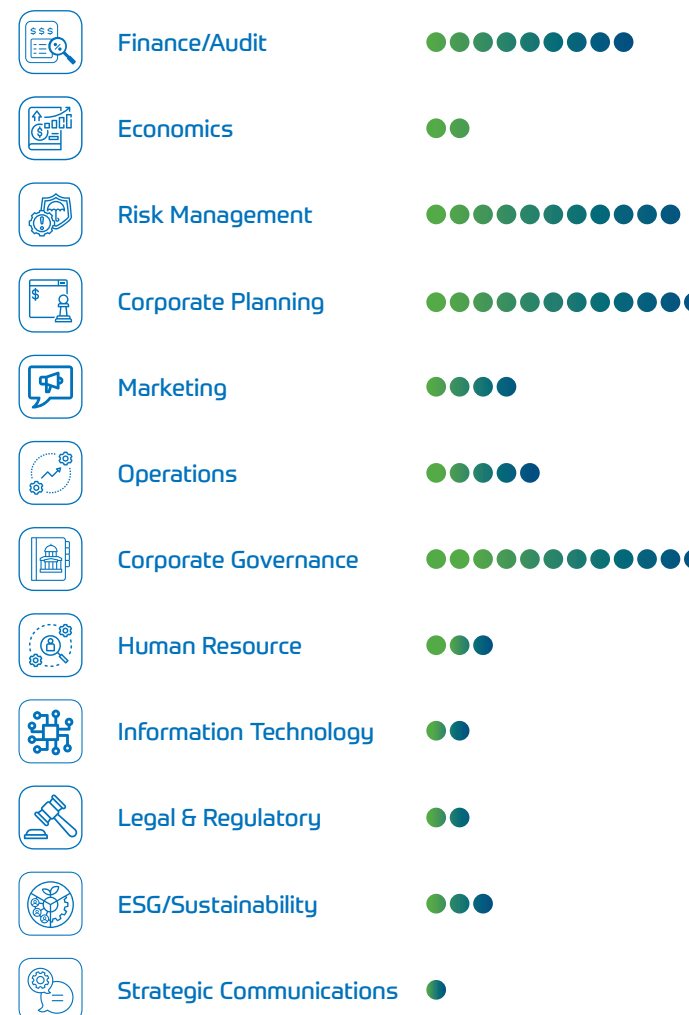 $$$
%
$
Finance/Audit
$
Economics
!
Risk Management
$
Corporate Planning
Marketing
Operations
Corporate Governance
Human Resource
Information Technology
Legal & Regulatory
ESG/Sustainability
Strategic Communications